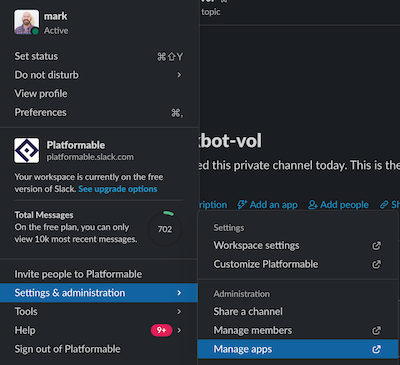 mark
Active
Set status ⌘⇧Y
Do not disturb
View profile
Preferences ⌘,
Platformable
platformable.slack.com
Your workspace is currently on the free
version of Slack. See upgrade options
Total Messages
On the free plan, you can only
view 10k most recent messages.
702
Invite people to Platformable
Settings & administration
Tools
Help 9+
Sign out of Platformable
topic
bot-vol
ed this private channel today. This is the
ription Add an app Add people
Settings
Workspace settings
Customize Platformable
Administration
Share a channel
Manage members
Manage apps